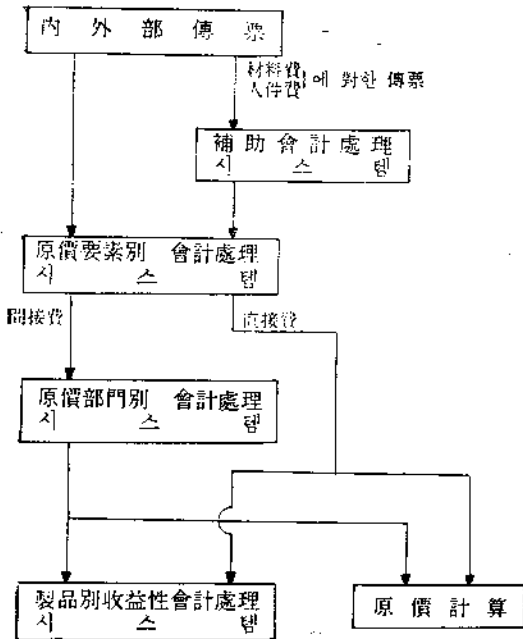 內外部傳票
材料費
人件費
에 對한 傳票
補助會計處理
시스템
原價要素別 會計處理
시스템
間接費
直接費
原價部門別 會計處理
시스템
製品別收益性會計處理
시스템
原價計算